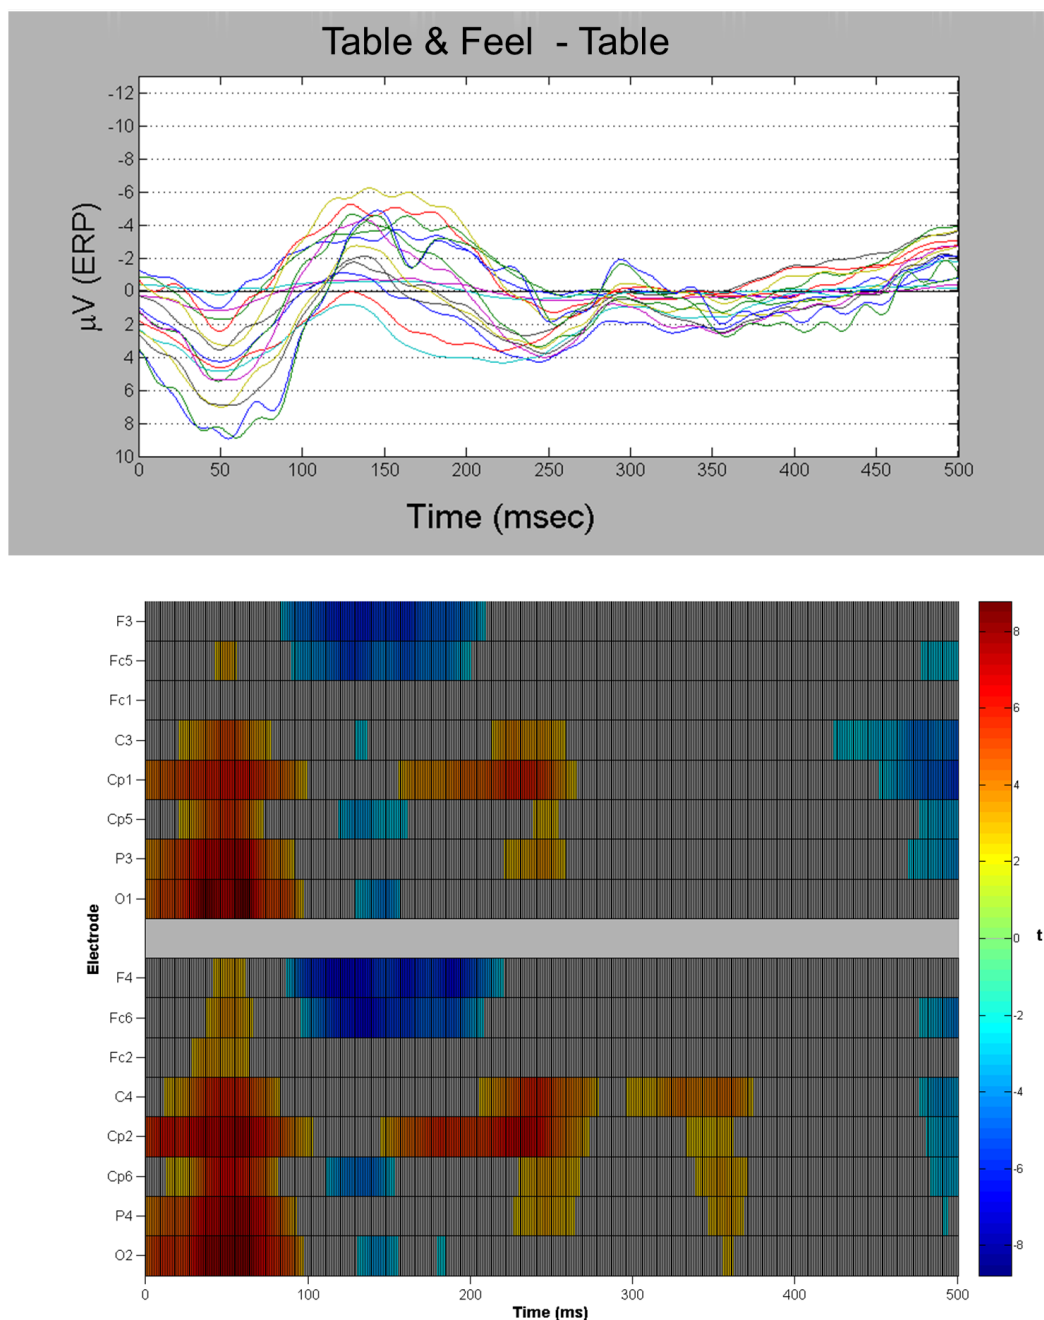 Table & Feel - Table
-12
-10
-8
-6
-4
-2
0
2
4
6
8
10
µV (ERP)
0 50 100 150 200 250 300 350 400 450 500
Time (msec)
F3
Fc5
Fc1
C3
Cp1
Cp5
P3
O1
Electrode
F4
Fc6
Fc2
C4
Cp2
Cp6
P4
O2
0 100 200 300 400 500
Time (ms)
8
6
4
2
0
-2
-4
-6
-8
t